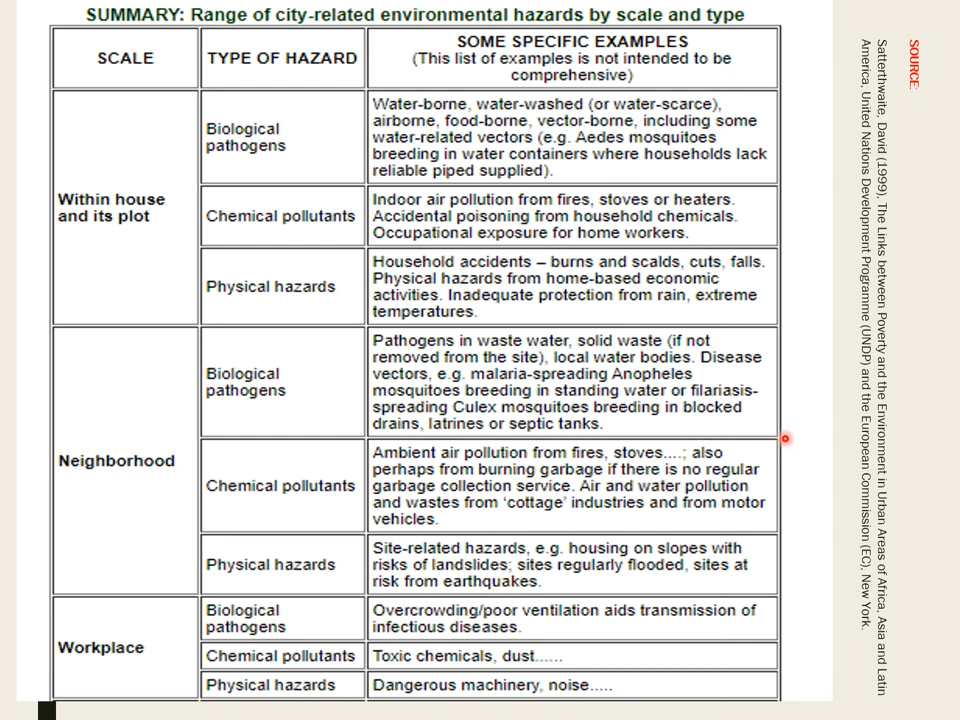 SUMMARY: Range of city-related environmental hazards by scale and type
SCALE
TYPE OF HAZARD
SOME SPECIFIC EXAMPLES
(This list of examples is not intended to be
comprehensive)
Within house
and its plot
Biological
pathogens
Water-borne, water-washed (or water-scarce),
airborne, food-borne, vector-borne, including some
water-related vectors (e.g. Aedes mosquitoes
breeding in water containers where households lack
reliable piped supplied).
Chemical pollutants
Indoor air pollution from fires, stoves or heaters.
Accidental poisoning from household chemicals.
Occupational exposure for home workers.
Physical hazards
Household accidents – burns and scalds, cuts, falls.
Physical hazards from home-based economic
activities. Inadequate protection from rain, extreme
temperatures.
Neighborhood
Biological
pathogens
Pathogens in waste water, solid waste (if not
removed from the site), local water bodies. Disease
vectors, e.g. malaria-spreading Anopheles
mosquitoes breeding in standing water or filariasis-
spreading Culex mosquitoes breeding in blocked
drains, latrines or septic tanks.
Chemical pollutants
Ambient air pollution from fires, stoves....; also
perhaps from burning garbage if there is no regular
garbage collection service. Air and water pollution
and wastes from ‘cottage’ industries and from motor
vehicles.
Physical hazards
Site-related hazards, e.g. housing on slopes with
risks of landslides; sites regularly flooded, sites at
risk from earthquakes.
Workplace
Biological
pathogens
Overcrowding/poor ventilation aids transmission of
infectious diseases.
Chemical pollutants
Toxic chemicals, dust......
Physical hazards
Dangerous machinery, noise.....
SOURCE:
Satterthwaite, David (1999), The Links between Poverty and the Environment in Urban Areas of Africa, Asia and Latin
America, United Nations Development Programme (UNDP) and the European Commission (EC), New York.